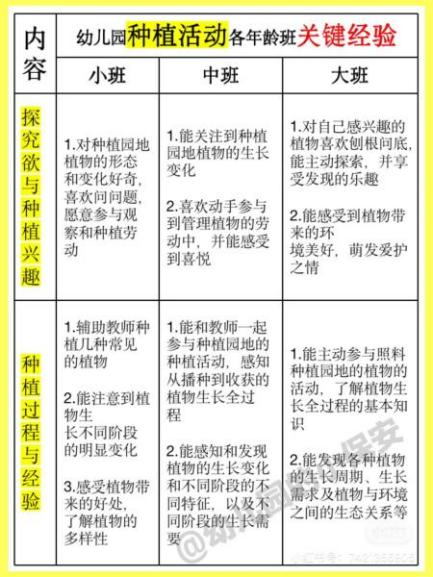 内容
幼儿园种植活动各年龄班关键经验
小班
中班
大班
探究欲与种植兴趣
1.对种植园地
植物的形态
和变化好奇,
喜欢问问题,
愿意参与观
察和种植劳
动
1.能关注到种植
园地植物的生长
变化
2.喜欢动手参与
到管理植物的劳
动中，并能感受
到喜悦
1.对自己感兴趣的
植物喜欢刨根问底,
能主动探索，并享
受发现的乐趣
2.能感受到植物带
来的环
境美好，萌发爱护
之情
种植过程与经验
1.辅助教师种
植几种常见
的植物
2.能注意到植
物生
长不同阶段
的明显变化
3.感受植物带
来的好处，
了解植物的
多样性
1.能和教师一起
参与种植园地的
种植活动，感知
从播种到收获的
植物生长全过
程
2.能感知和发现
植物的生长变化
和不同阶段的不
同特征，以及不
同阶段的生长需
要
1.能主动参与照料
种植园地的植物的
活动，了解植物生
长全过程的基本知
识
2.能发现各种植物
的生长周期、生长
需求及植物与环境
之间的生态关系等